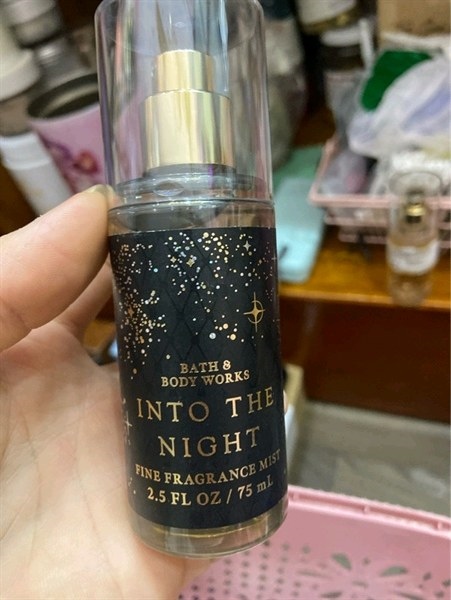 BATH &
BODY WORKS
INTO THE
NIGHT
FINE FRAGRANCE MIST
2.5 FL OZ / 75 mL